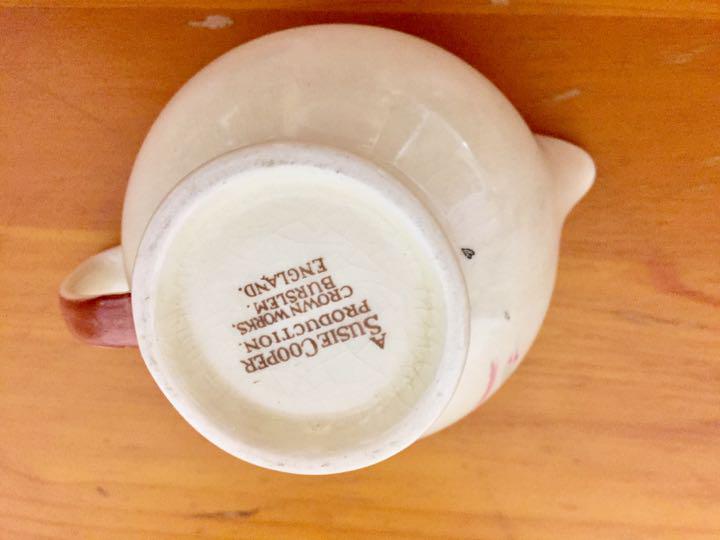 A
SUSIE COOPER
PRODUCTION.
CROWN WORKS,
BURSLEM.
ENGLAND.